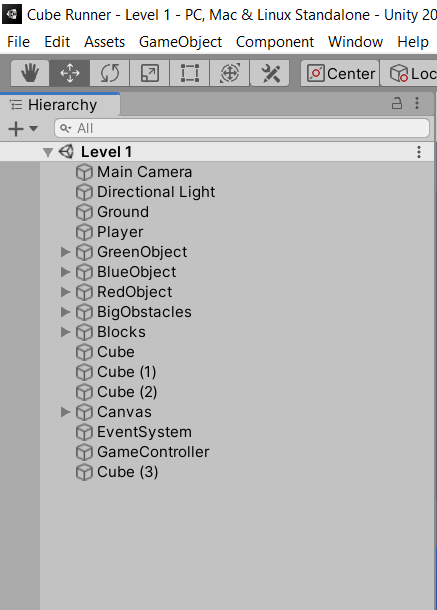 Cube Runner - Level 1 - PC, Mac & Linux Standalone - Unity 20
File Edit Assets GameObject Component Window Help
Center Loc
Hierarchy
All
Level 1
Main Camera
Directional Light
Ground
Player
GreenObject
BlueObject
RedObject
BigObstacles
Blocks
Cube
Cube (1)
Cube (2)
Canvas
EventSystem
GameController
Cube (3)